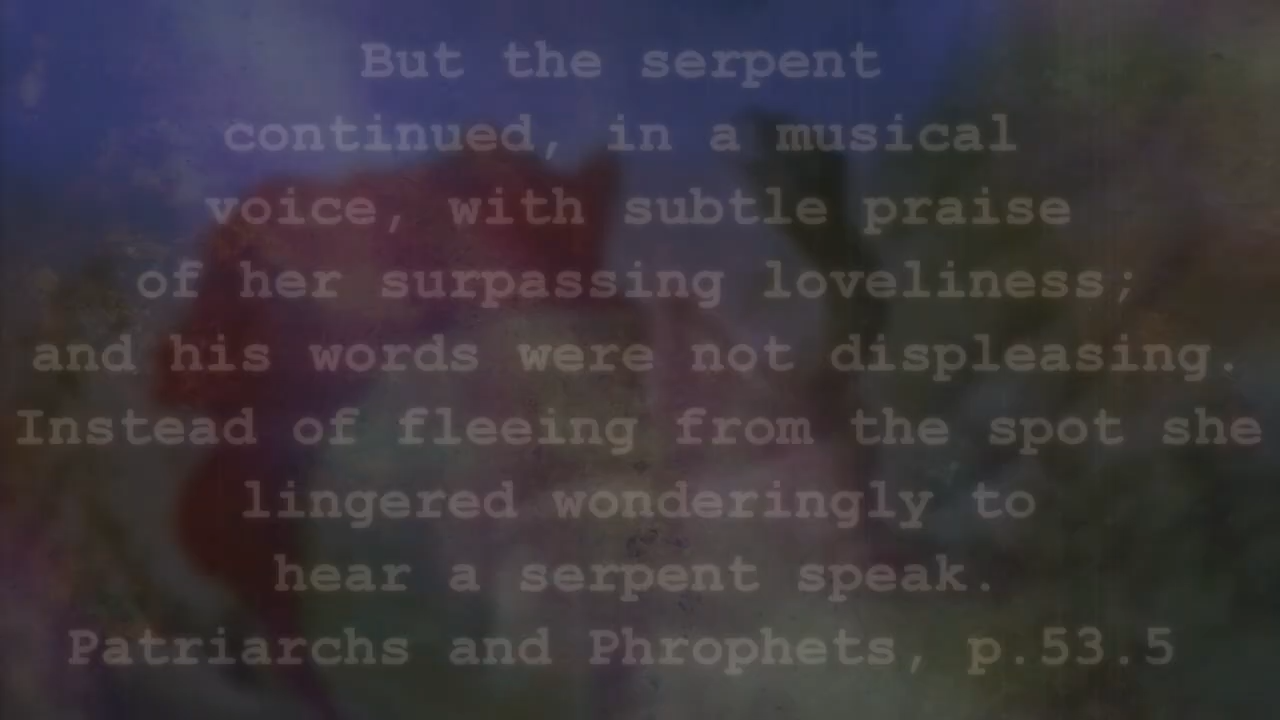 But the serpent
continued, in a musical
voice, with subtle praise
of her surpassing loveliness;
and his words were not displeasing.
Instead of fleeing from the spot she
lingered wonderingly to
hear a serpent speak.
Patriarchs and Phrophets, p.53.5